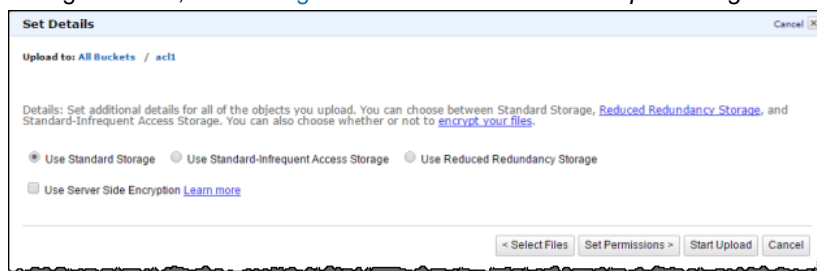 Set Details
Cancel
Upload to: All Buckets / acl1
Details: Set additional details for all of the objects you upload. You can choose between Standard Storage, Reduced Redundancy Storage, and
Standard-Infrequent Access Storage. You can also choose whether or not to encrypt your files.
Use Standard Storage Use Standard-Infrequent Access Storage Use Reduced Redundancy Storage
Use Server Side Encryption Learn more
< Select Files Set Permissions > Start Upload Cancel